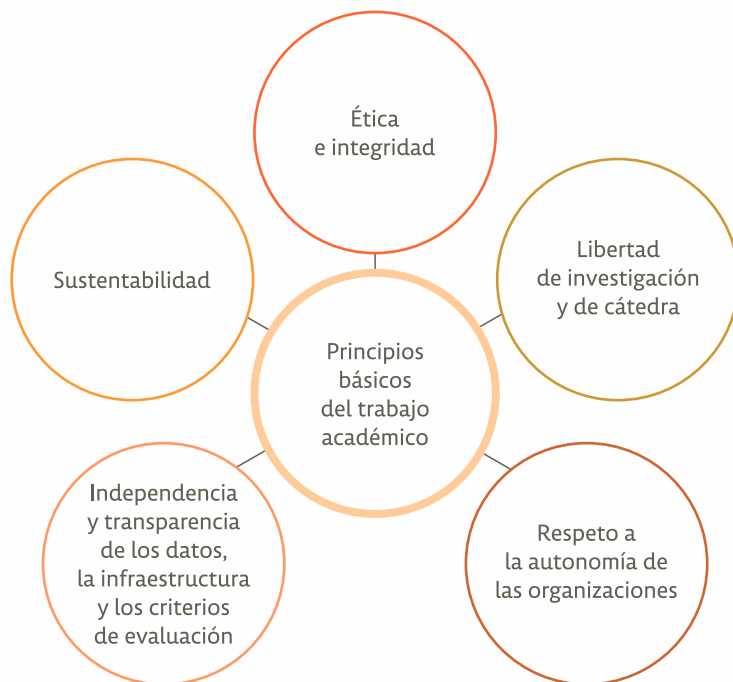 Ética
e integridad
Libertad
de investigación
y de cátedra
Sustentabilidad
Principios
básicos
del trabajo
académico
Independencia
y transparencia
de los datos,
la infraestructura
y los criterios
de evaluación
Respeto a
la autonomía de
las organizaciones